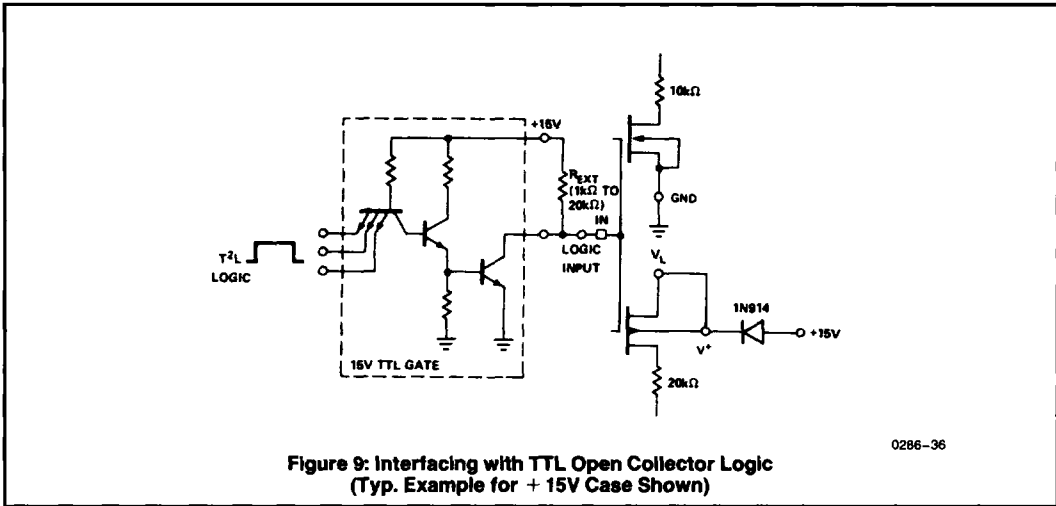 10kΩ
+15V
R_EXT
(1kΩ TO
20kΩ)
IN
GND
T²L
LOGIC
LOGIC
INPUT
V_L
1N914
+15V
V⁺
15V TTL GATE
20kΩ
0286-36
Figure 9: Interfacing with TTL Open Collector Logic
(Typ. Example for + 15V Case Shown)